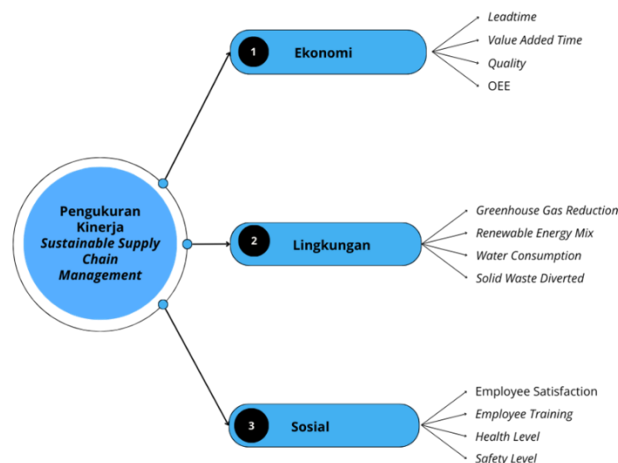 Pengukuran
Kinerja
Sustainable Supply
Chain
Management
1
Ekonomi
Leadtime
Value Added Time
Quality
OEE
2
Lingkungan
Greenhouse Gas Reduction
Renewable Energy Mix
Water Consumption
Solid Waste Diverted
3
Sosial
Employee Satisfaction
Employee Training
Health Level
Safety Level